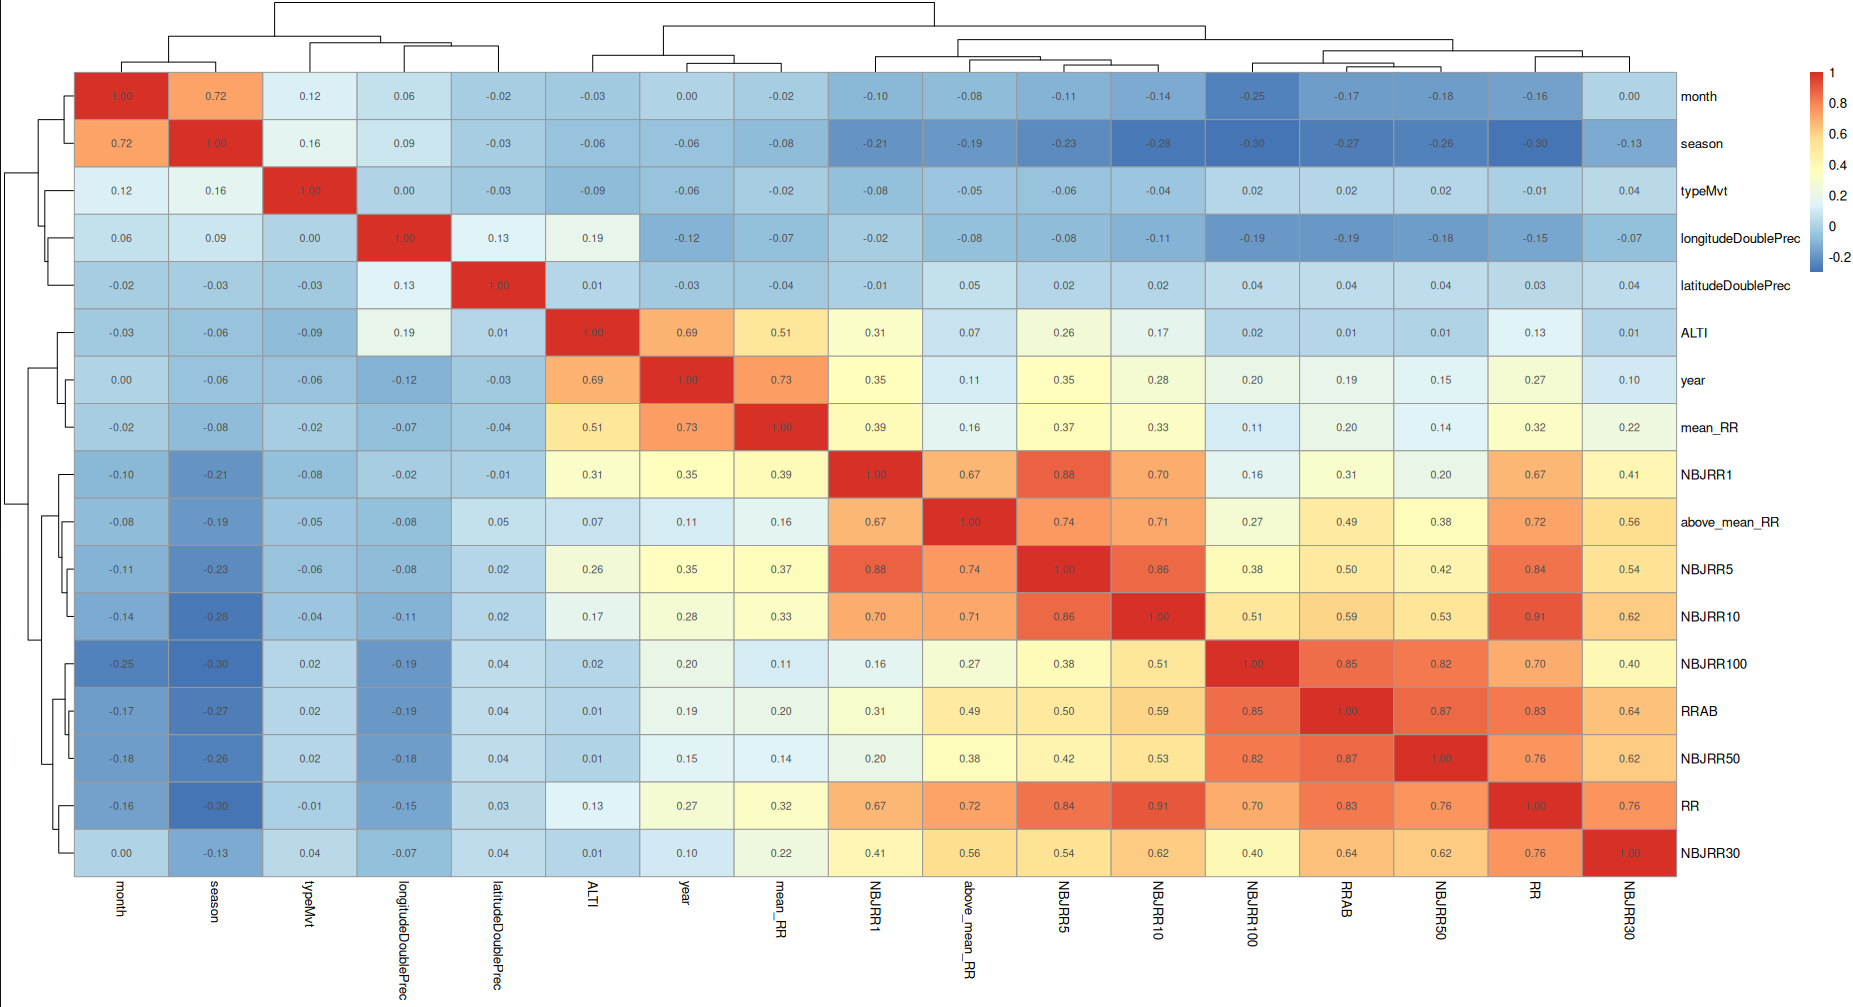 1.00 0.72 0.12 0.06 -0.02 -0.03 0.00 -0.02 -0.10 -0.08 -0.11 -0.14 -0.25 -0.17 -0.18 -0.16 0.00 month
0.72 1.00 0.16 0.09 -0.03 -0.06 -0.06 -0.08 -0.21 -0.19 -0.23 -0.28 -0.30 -0.27 -0.26 -0.30 -0.13 season
0.12 0.16 1.00 0.00 -0.03 -0.09 -0.06 -0.02 -0.08 -0.05 -0.06 -0.04 0.02 0.02 0.02 -0.01 0.04 typeMvt
0.06 0.09 0.00 1.00 0.13 0.19 -0.12 -0.07 -0.02 -0.08 -0.08 -0.11 -0.19 -0.19 -0.18 -0.15 -0.07 longitudeDoublePrec
-0.02 -0.03 -0.03 0.13 1.00 0.01 -0.03 -0.04 -0.01 0.05 0.02 0.02 0.04 0.04 0.04 0.03 0.04 latitudeDoublePrec
-0.03 -0.06 -0.09 0.19 0.01 1.00 0.69 0.51 0.31 0.07 0.26 0.17 0.02 0.01 0.01 0.13 0.01 ALTI
0.00 -0.06 -0.06 -0.12 -0.03 0.69 1.00 0.73 0.35 0.11 0.35 0.28 0.20 0.19 0.15 0.27 0.10 year
-0.02 -0.08 -0.02 -0.07 -0.04 0.51 0.73 1.00 0.39 0.16 0.37 0.33 0.11 0.20 0.14 0.32 0.22 mean_RR
-0.10 -0.21 -0.08 -0.02 -0.01 0.31 0.35 0.39 1.00 0.67 0.88 0.70 0.16 0.31 0.20 0.67 0.41 NBJRR1
-0.08 -0.19 -0.05 -0.08 0.05 0.07 0.11 0.16 0.67 1.00 0.74 0.71 0.27 0.49 0.38 0.72 0.56 above_mean_RR
-0.11 -0.23 -0.06 -0.08 0.02 0.26 0.35 0.37 0.88 0.74 1.00 0.86 0.38 0.50 0.42 0.84 0.54 NBJRR5
-0.14 -0.28 -0.04 -0.11 0.02 0.17 0.28 0.33 0.70 0.71 0.86 1.00 0.51 0.59 0.53 0.91 0.62 NBJRR10
-0.25 -0.30 0.02 -0.19 0.04 0.02 0.20 0.11 0.16 0.27 0.38 0.51 1.00 0.85 0.82 0.70 0.40 NBJRR100
-0.17 -0.27 0.02 -0.19 0.04 0.01 0.19 0.20 0.31 0.49 0.50 0.59 0.85 1.00 0.87 0.83 0.64 RRAB
-0.18 -0.26 0.02 -0.18 0.04 0.01 0.15 0.14 0.20 0.38 0.42 0.53 0.82 0.87 1.00 0.76 0.62 NBJRR50
-0.16 -0.30 -0.01 -0.15 0.03 0.13 0.27 0.32 0.67 0.72 0.84 0.91 0.70 0.83 0.76 1.00 0.76 RR
0.00 -0.13 0.04 -0.07 0.04 0.01 0.10 0.22 0.41 0.56 0.54 0.62 0.40 0.64 0.62 0.76 1.00 NBJRR30
month
season
typeMvt
longitudeDoublePrec
latitudeDoublePrec
ALTI
year
mean_RR
NBJRR1
above_mean_RR
NBJRR5
NBJRR10
NBJRR100
RRAB
NBJRR50
RR
NBJRR30
1
0.8
0.6
0.4
0.2
0
-0.2